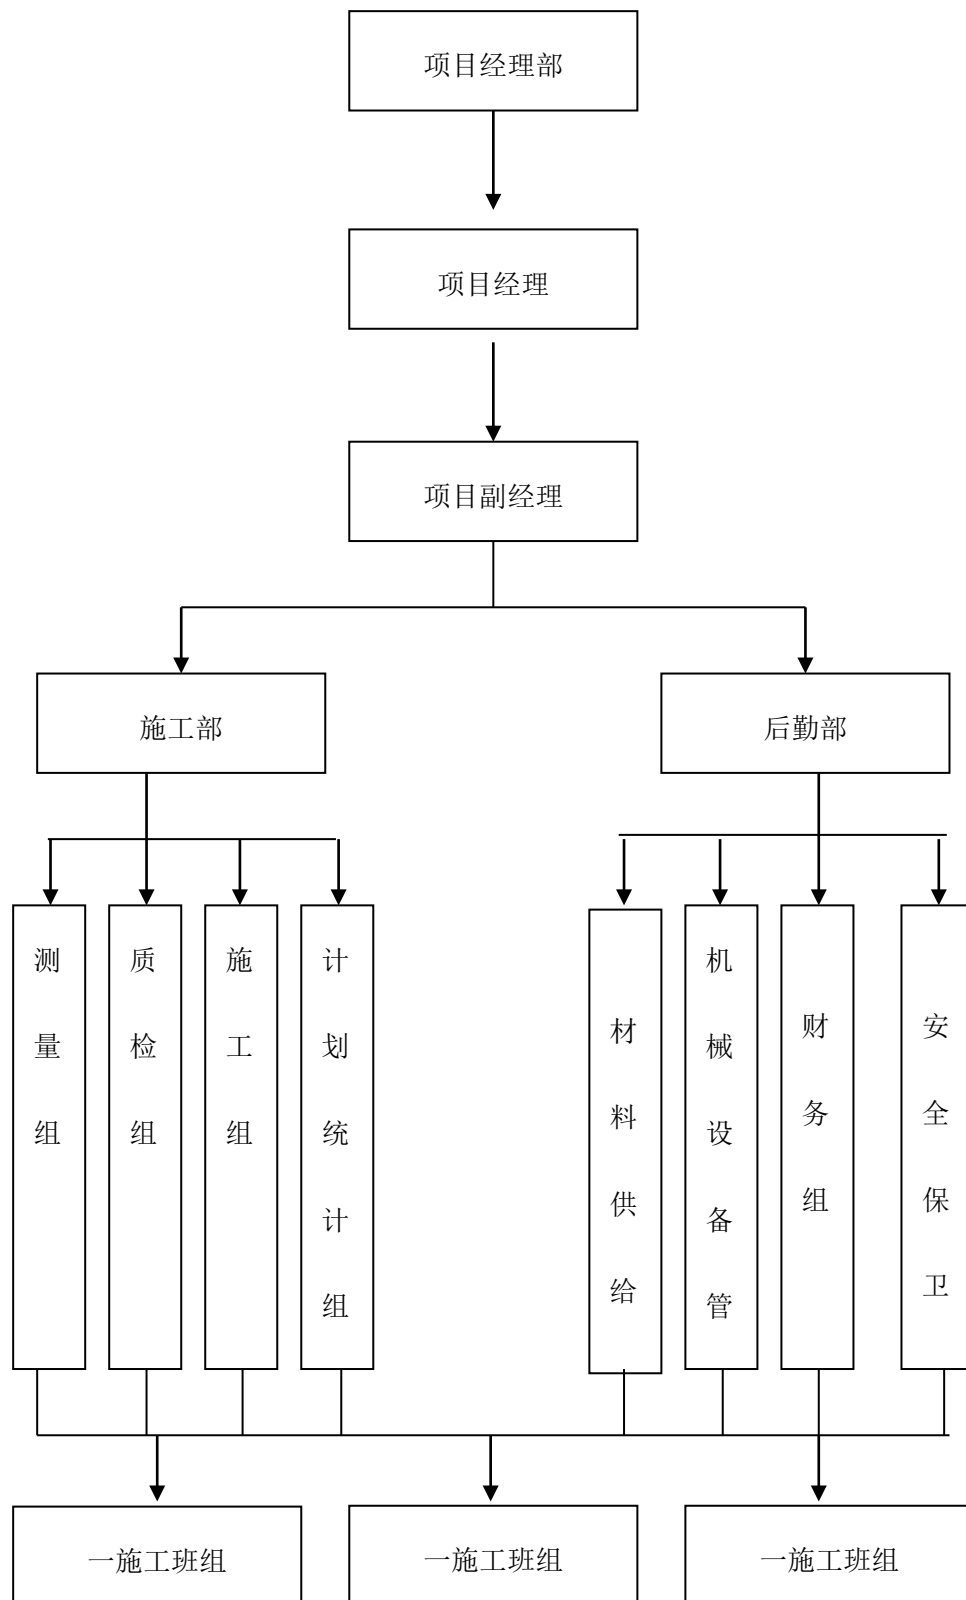 项目经理部
项目经理
项目副经理
施工部
后勤部
测量组
质检组
施工组
计划统计组
材料供给
机械设备管
财务组
安全保卫
一施工班组
一施工班组
一施工班组